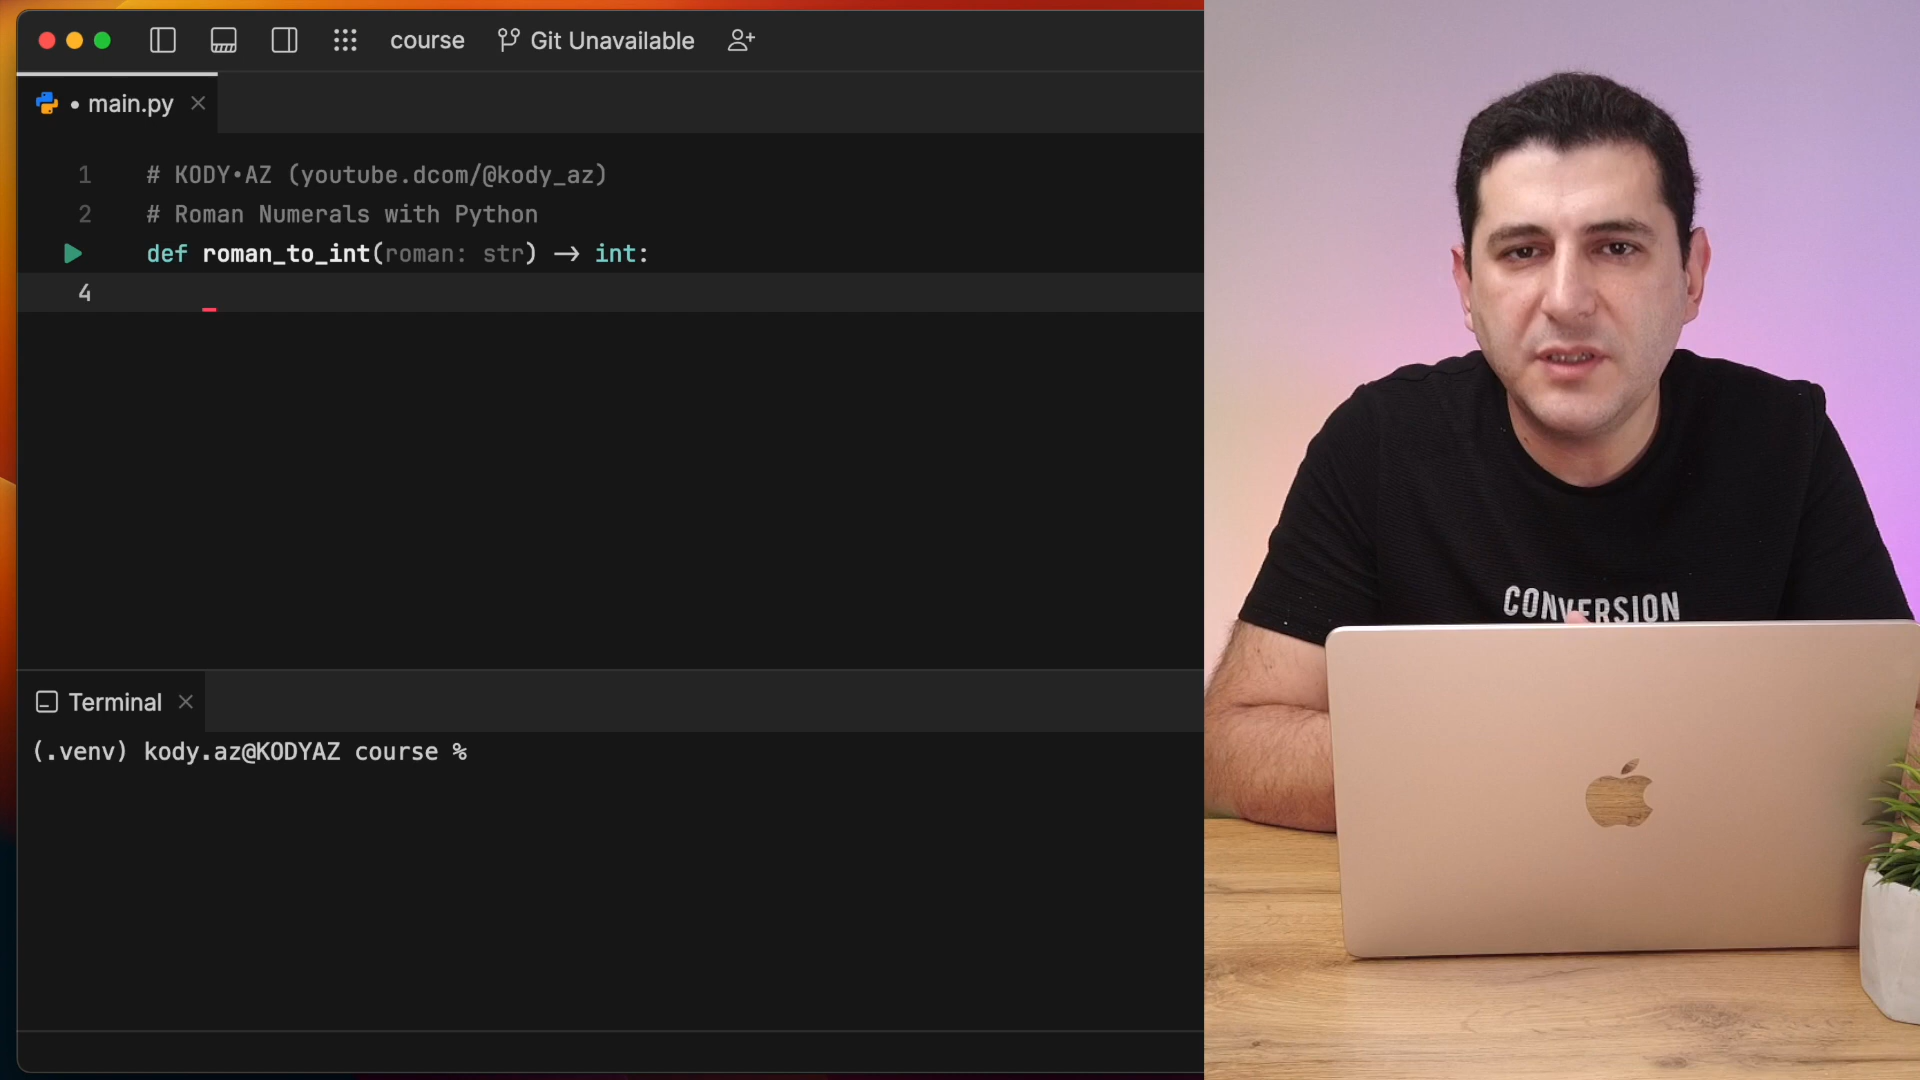 course Git Unavailable
main.py
1 # KODY•AZ (youtube.dcom/@kody_az)
2 # Roman Numerals with Python
def roman_to_int(roman: str) -> int:
4
Terminal
(.venv) kody.az@KODYAZ course %
CONVERSION